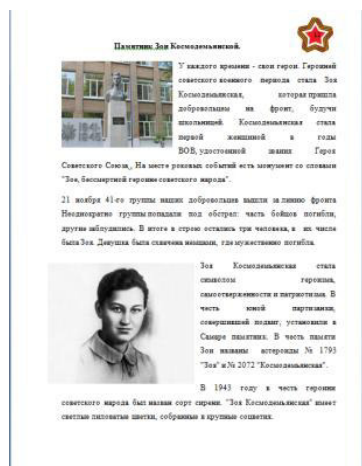 Памятник Зои Космодемьянской.
У каждого времени - свои герои. Героиней
советского военного периода стала Зоя
Космодемьянская, которая пришла
добровольцем на фронт, будучи
школьницей. Космодемьянская стала
первой женщиной в годы
ВОВ, удостоенной звания Героя
Советского Союза. На месте роковых событий есть монумент со словами
"Зое, бессмертной героине советского народа".
21 ноября 41-го группы наших добровольцев вышли за линию фронта
Неоднократно группы попадали под обстрел: часть бойцов погибли,
другие заблудились. В итоге в строю остались три человека, в их числе
была Зоя. Девушка была схвачена немцами, где мужественно погибла.
Зоя Космодемьянская стала
символом героизма,
самоотверженности и патриотизма. В
честь юной партизанки,
совершившей подвиг, установили в
Самаре памятник. В честь памяти
Зои названы астероиды № 1793
"Зоя" и № 2072 "Космодемьянская".
В 1943 году в честь героини
советского народа был назван сорт сирени. "Зоя Космодемьянская" имеет
светлые лиловатые цветки, собранные в крупные соцветия.